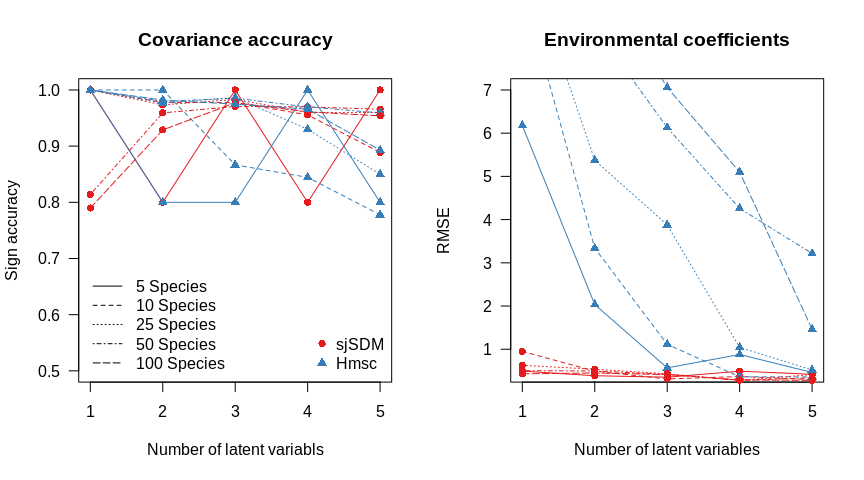 Covariance accuracy
Sign accuracy
1.0
0.9
0.8
0.7
0.6
0.5
5 Species
10 Species
25 Species
50 Species
100 Species
sjSDM
Hmsc
1 2 3 4 5
Number of latent variabls
Environmental coefficients
RMSE
7
6
5
4
3
2
1
1 2 3 4 5
Number of latent variables